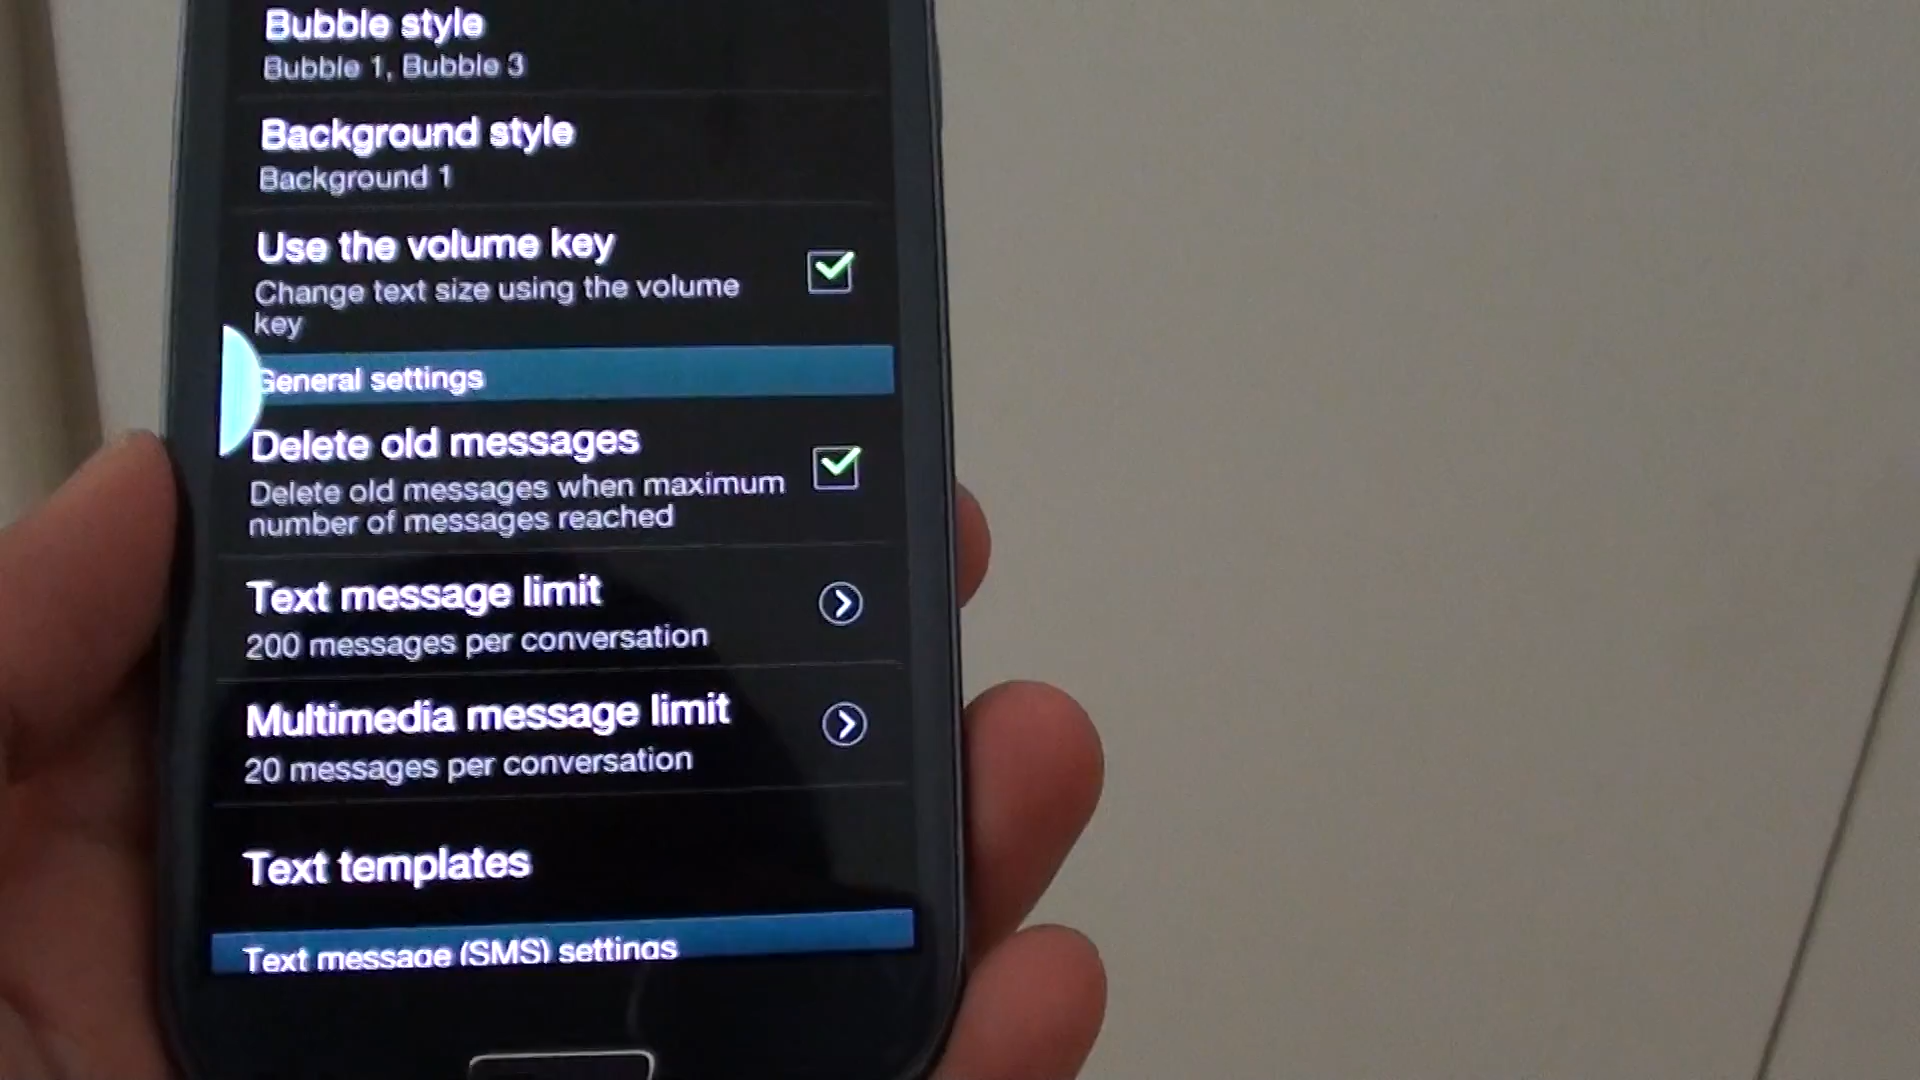 Bubble style
Bubble 1, Bubble 3
Background style
Background 1
Use the volume key
Change text size using the volume
key
General settings
Delete old messages
Delete old messages when maximum
number of messages reached
Text message limit
200 messages per conversation
Multimedia message limit
20 messages per conversation
Text templates
Text message (SMS) settings